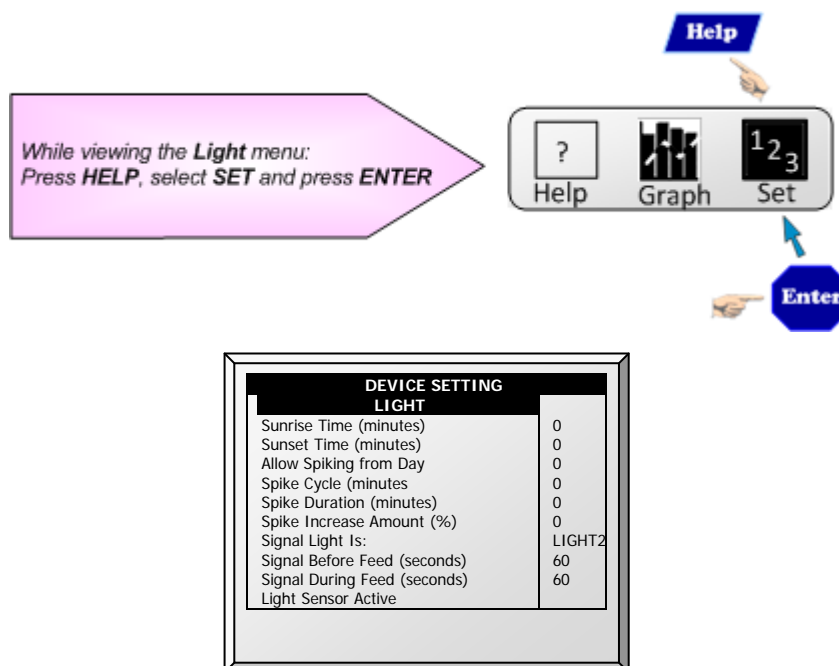 Help
While viewing the Light menu:
Press HELP, select SET and press ENTER
?
1 2 3
Help Graph Set
Enter
DEVICE SETTING
LIGHT
Sunrise Time (minutes) 0
Sunset Time (minutes) 0
Allow Spiking from Day 0
Spike Cycle (minutes 0
Spike Duration (minutes) 0
Spike Increase Amount (%) 0
Signal Light Is: LIGHT2
Signal Before Feed (seconds) 60
Signal During Feed (seconds) 60
Light Sensor Active